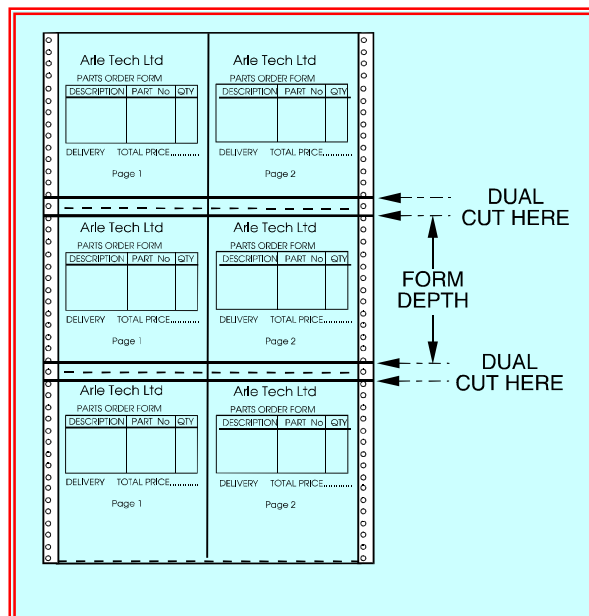 Arle Tech Ltd
PARTS ORDER FORM
DESCRIPTION PART No QTY
DELIVERY TOTAL PRICE...........
Page 1
Arle Tech Ltd
PARTS ORDER FORM
DESCRIPTION PART No QTY
DELIVERY TOTAL PRICE...........
Page 2
DUAL
CUT HERE
Arle Tech Ltd
PARTS ORDER FORM
DESCRIPTION PART No QTY
DELIVERY TOTAL PRICE...........
Page 1
Arle Tech Ltd
PARTS ORDER FORM
DESCRIPTION PART No QTY
DELIVERY TOTAL PRICE...........
Page 2
FORM
DEPTH
DUAL
CUT HERE
Arle Tech Ltd
PARTS ORDER FORM
DESCRIPTION PART No QTY
DELIVERY TOTAL PRICE...........
Page 1
Arle Tech Ltd
PARTS ORDER FORM
DESCRIPTION PART No QTY
DELIVERY TOTAL PRICE...........
Page 2